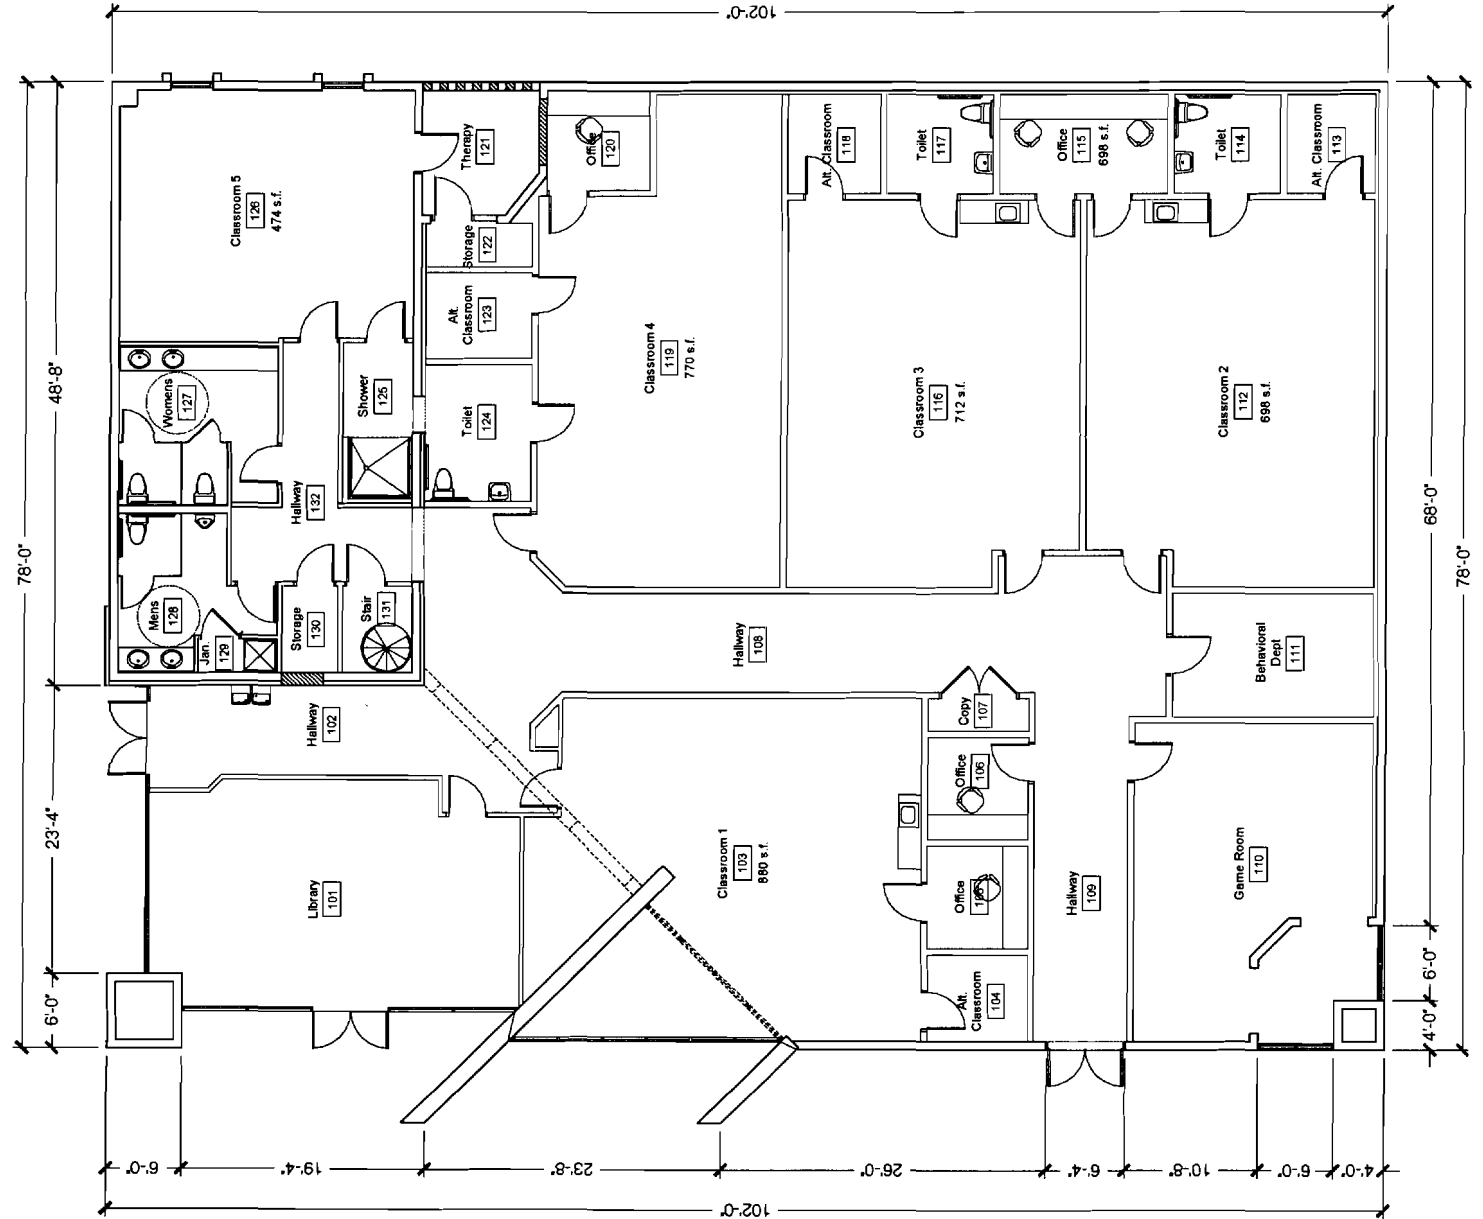 102'-0"
78'-0"
48'-8"
23'-4"
6'-0"
Classroom 5
126
474 s.f.
Therapy
121
Office
120
Alt. Classroom
118
Toilet
117
Office
115
698 s.f.
Toilet
114
Alt. Classroom
113
Storage
122
Alt.
Classroom
123
Womens
127
Shower
125
Toilet
124
Classroom 4
119
770 s.f.
Classroom 3
116
712 s.f.
Classroom 2
112
698 s.f.
Hallway
132
Mens
128
Jan.
129
Storage
130
Stair
131
Hallway
108
Behavioral
Dept
111
Hallway
102
Copy
107
Office
106
Library
101
Classroom 1
103
880 s.f.
Office
105
Hallway
109
Game Room
110
Alt.
Classroom
104
68'-0"
78'-0"
6'-0"
4'-0"
6'-0"
19'-4"
23'-8"
26'-0"
6'-4"
10'-8"
6'-0"
4'-0"
102'-0"